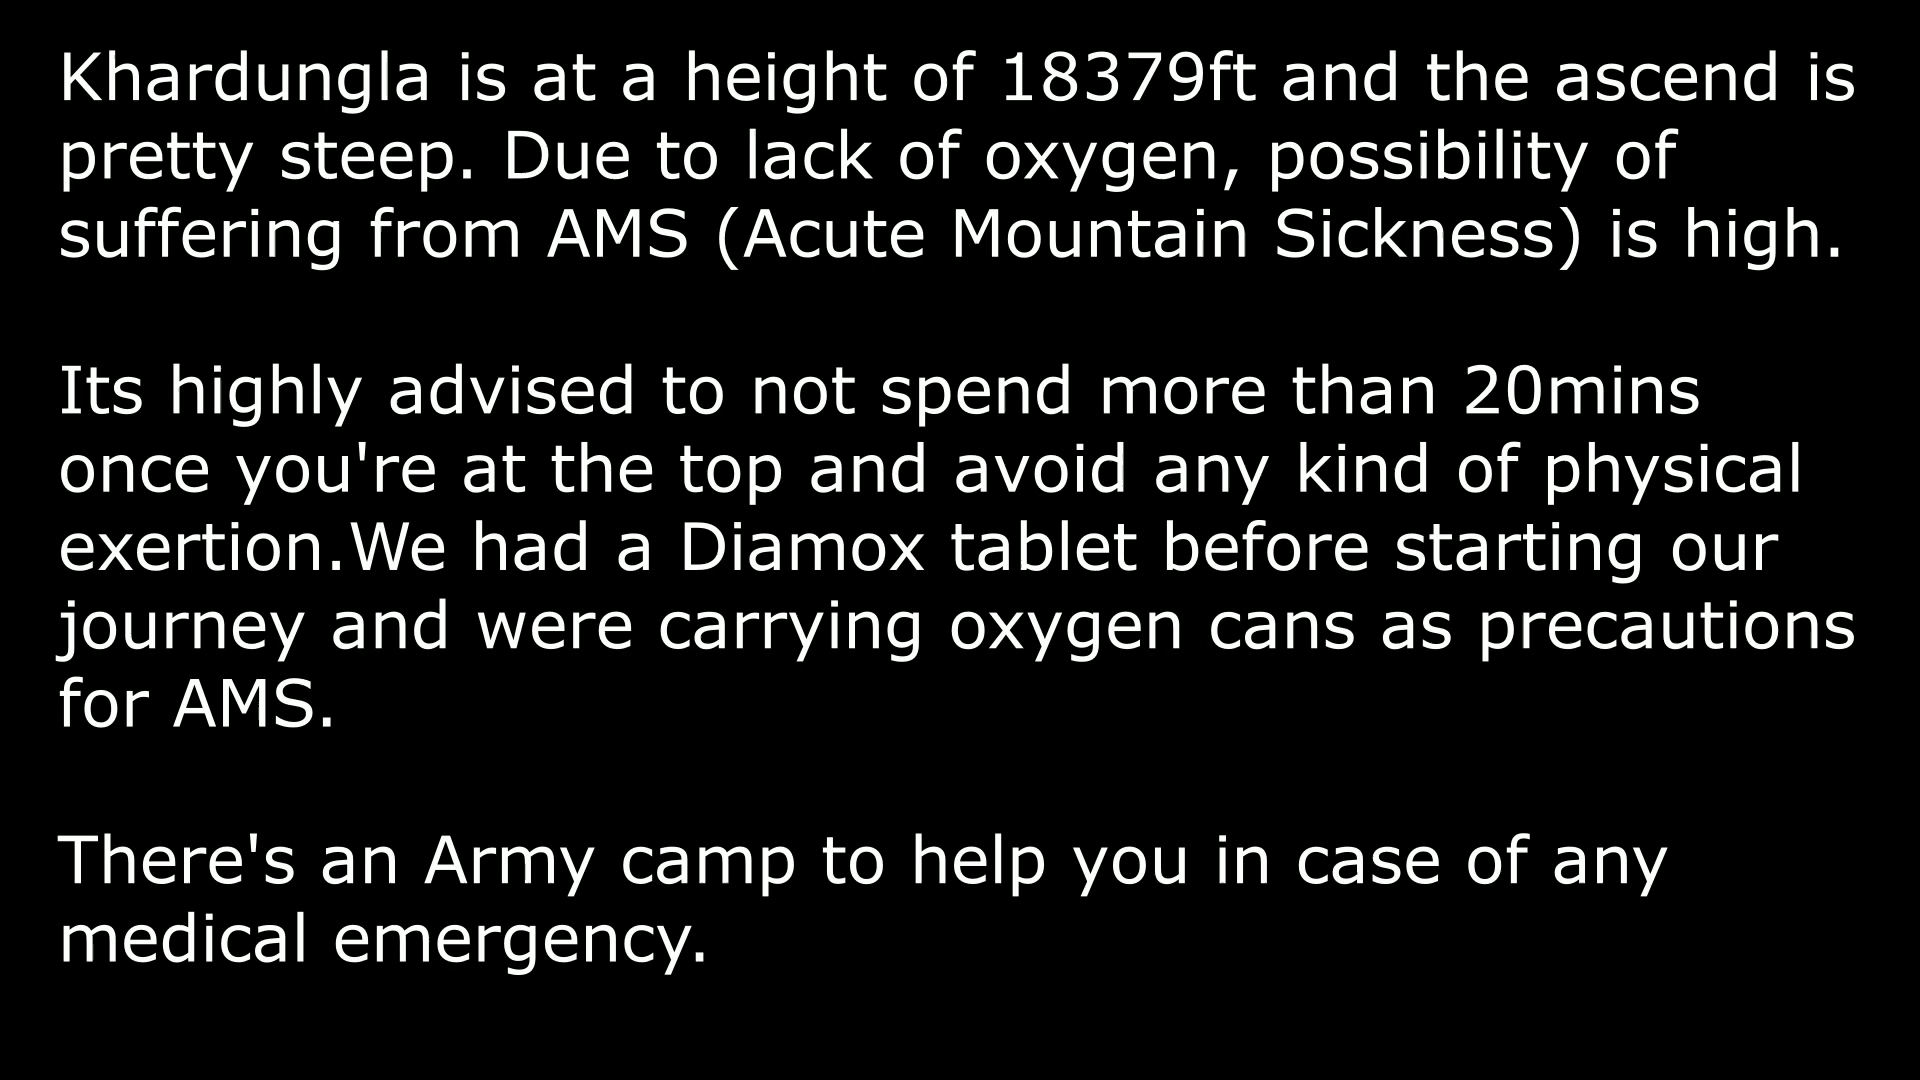 Khardungla is at a height of 18379ft and the ascend is
pretty steep. Due to lack of oxygen, possibility of
suffering from AMS (Acute Mountain Sickness) is high.
Its highly advised to not spend more than 20mins
once you're at the top and avoid any kind of physical
exertion.We had a Diamox tablet before starting our
journey and were carrying oxygen cans as precautions
for AMS.
There's an Army camp to help you in case of any
medical emergency.